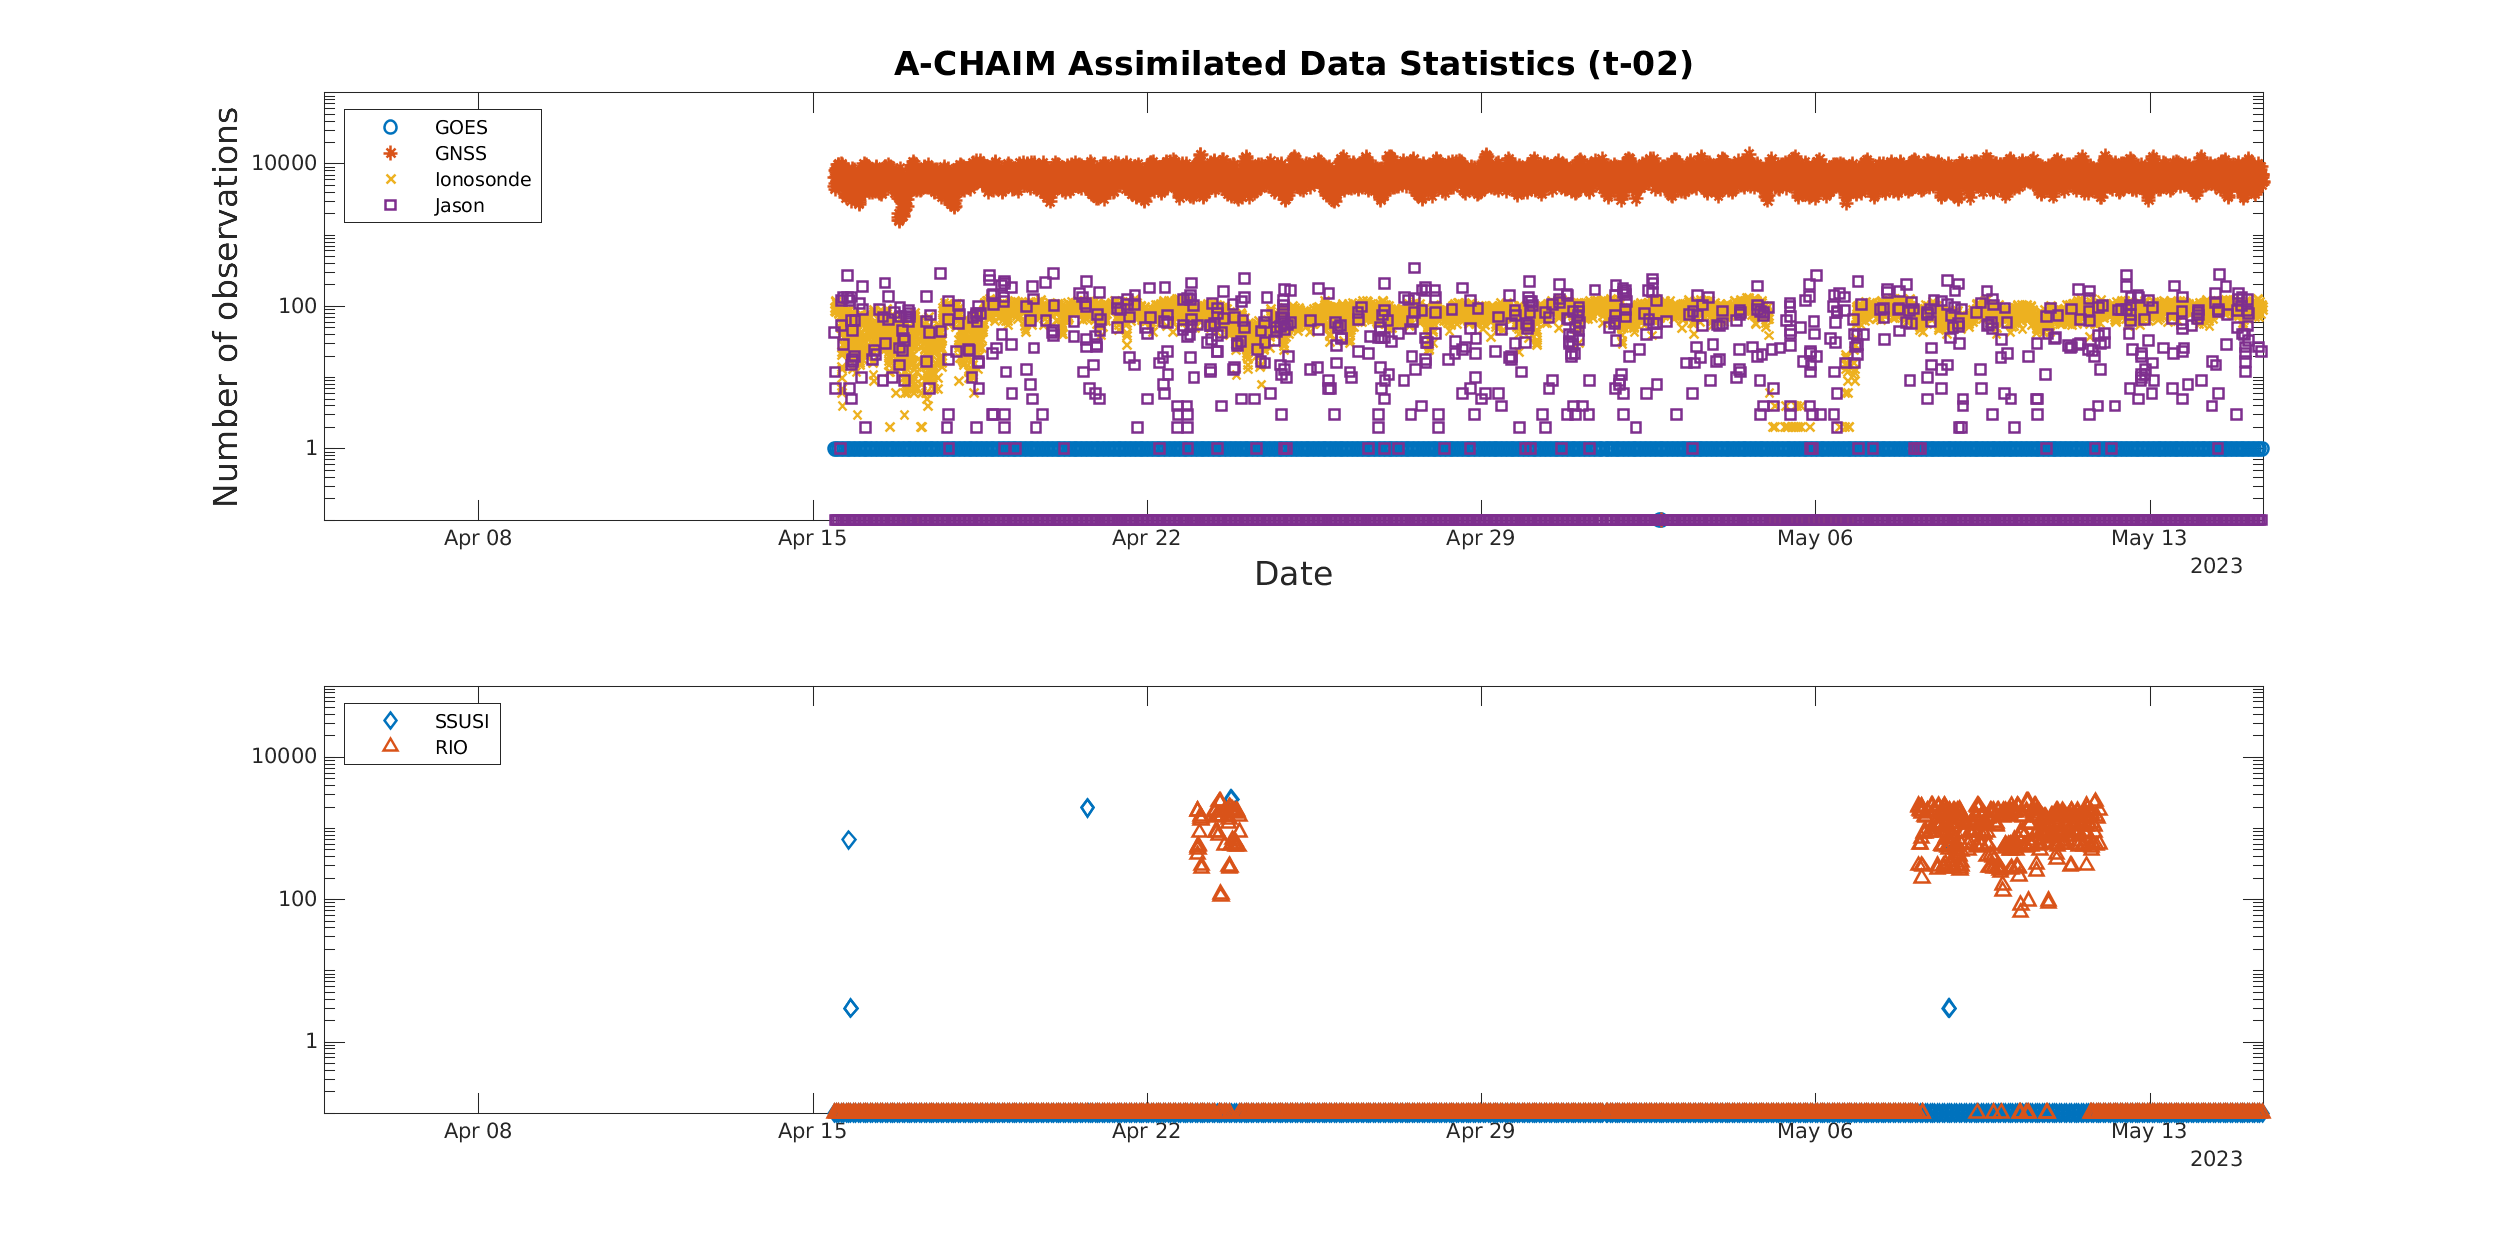 A-CHAIM Assimilated Data Statistics (t-02)
GOES
GNSS
Ionosonde
Jason
Number of observations
10000
100
1
Apr 08
Apr 15
Apr 22
Apr 29
May 06
May 13
2023
Date
SSUSI
RIO
10000
100
1
Apr 08
Apr 15
Apr 22
Apr 29
May 06
May 13
2023